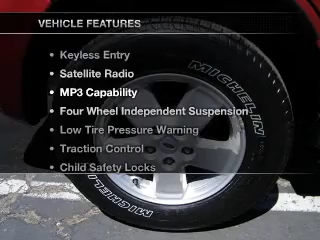 VEHICLE FEATURES
• Keyless Entry
• Satellite Radio
• MP3 Capability
• Four Wheel Independent Suspension
• Low Tire Pressure Warning
• Traction Control
• Child Safety Locks
MICHELIN
MICHELIN